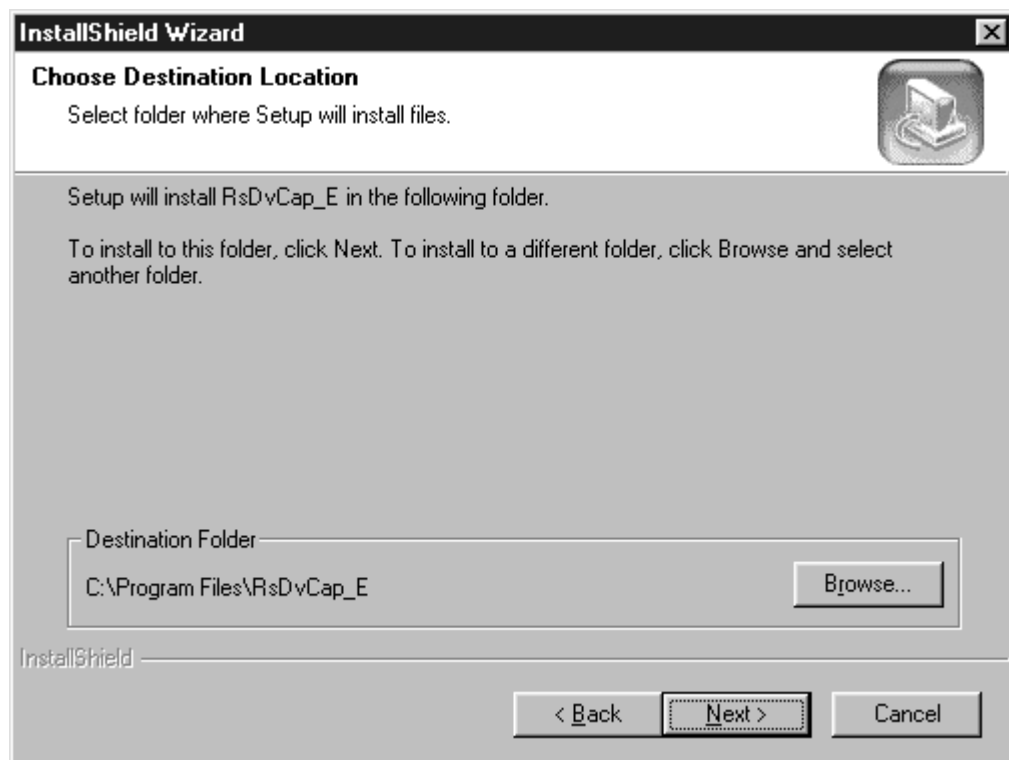 InstallShield Wizard
Choose Destination Location
Select folder where Setup will install files.
Setup will install RsDvCap_E in the following folder.
To install to this folder, click Next. To install to a different folder, click Browse and select
another folder.
Destination Folder
C:\Program Files\RsDvCap_E
Browse...
InstallShield
< Back
Next >
Cancel